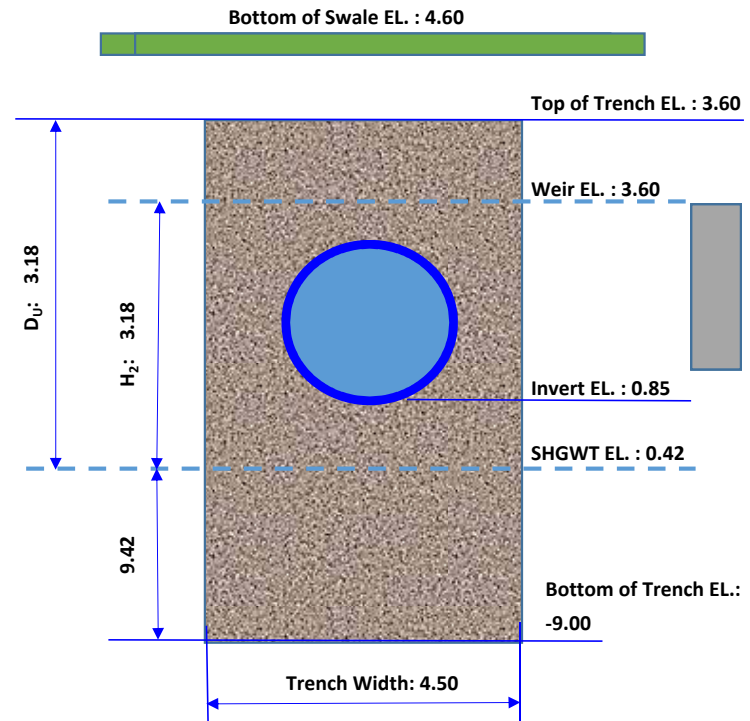 Bottom of Swale EL. : 4.60
Top of Trench EL. : 3.60
Weir EL. : 3.60
DU: 3.18
H2: 3.18
Invert EL. : 0.85
SHGWT EL. : 0.42
9.42
Bottom of Trench EL.:
-9.00
Trench Width: 4.50